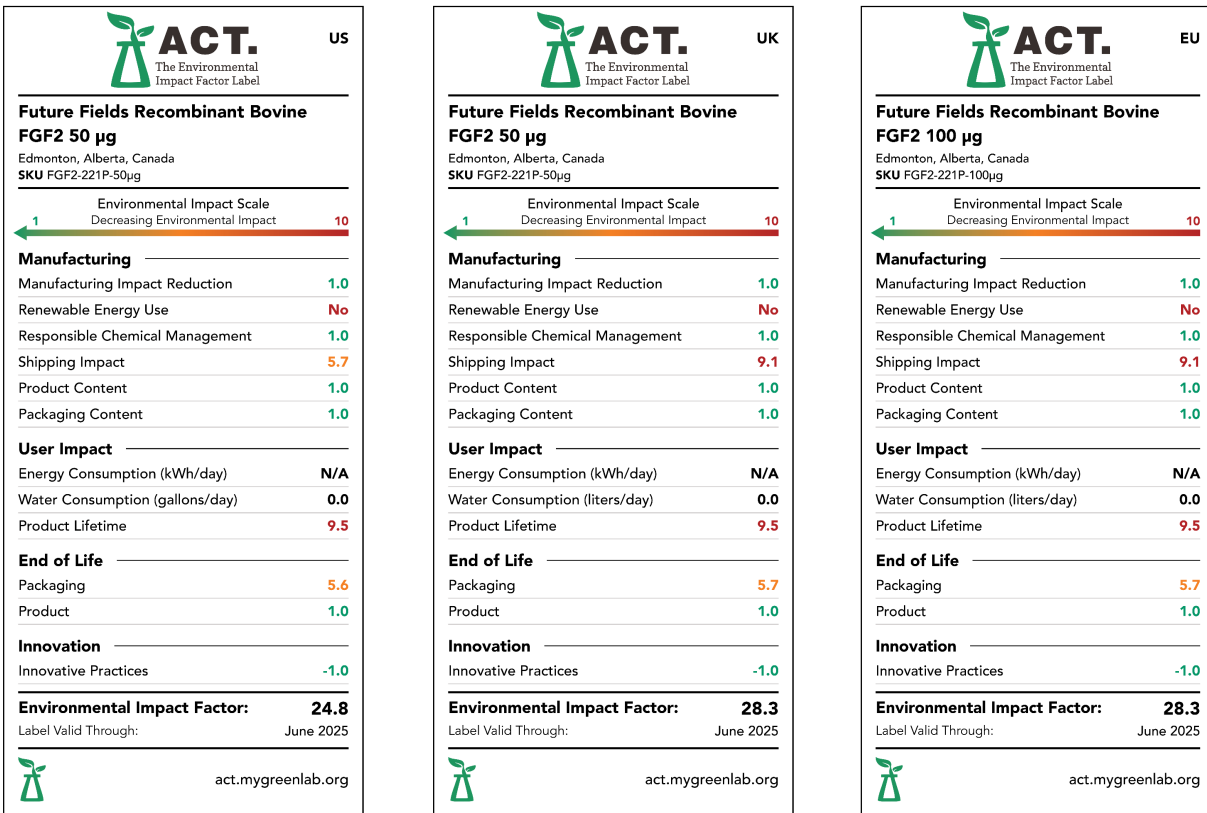 ACT.
The Environmental
Impact Factor Label
US
Future Fields Recombinant Bovine
FGF2 50 μg
Edmonton, Alberta, Canada
SKU FGF2-221P-50μg
Environmental Impact Scale
1 Decreasing Environmental Impact 10
Manufacturing
Manufacturing Impact Reduction 1.0
Renewable Energy Use No
Responsible Chemical Management 1.0
Shipping Impact 5.7
Product Content 1.0
Packaging Content 1.0
User Impact
Energy Consumption (kWh/day) N/A
Water Consumption (gallons/day) 0.0
Product Lifetime 9.5
End of Life
Packaging 5.6
Product 1.0
Innovation
Innovative Practices -1.0
Environmental Impact Factor: 24.8
Label Valid Through: June 2025
act.mygreenlab.org
ACT.
The Environmental
Impact Factor Label
UK
Future Fields Recombinant Bovine
FGF2 50 μg
Edmonton, Alberta, Canada
SKU FGF2-221P-50μg
Environmental Impact Scale
1 Decreasing Environmental Impact 10
Manufacturing
Manufacturing Impact Reduction 1.0
Renewable Energy Use No
Responsible Chemical Management 1.0
Shipping Impact 9.1
Product Content 1.0
Packaging Content 1.0
User Impact
Energy Consumption (kWh/day) N/A
Water Consumption (liters/day) 0.0
Product Lifetime 9.5
End of Life
Packaging 5.7
Product 1.0
Innovation
Innovative Practices -1.0
Environmental Impact Factor: 28.3
Label Valid Through: June 2025
act.mygreenlab.org
ACT.
The Environmental
Impact Factor Label
EU
Future Fields Recombinant Bovine
FGF2 100 μg
Edmonton, Alberta, Canada
SKU FGF2-221P-100μg
Environmental Impact Scale
1 Decreasing Environmental Impact 10
Manufacturing
Manufacturing Impact Reduction 1.0
Renewable Energy Use No
Responsible Chemical Management 1.0
Shipping Impact 9.1
Product Content 1.0
Packaging Content 1.0
User Impact
Energy Consumption (kWh/day) N/A
Water Consumption (liters/day) 0.0
Product Lifetime 9.5
End of Life
Packaging 5.7
Product 1.0
Innovation
Innovative Practices -1.0
Environmental Impact Factor: 28.3
Label Valid Through: June 2025
act.mygreenlab.org